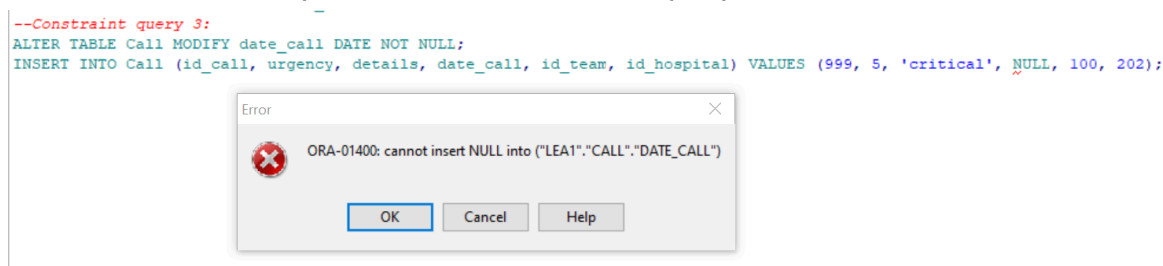 --Constraint query 3:
ALTER TABLE Call MODIFY date_call DATE NOT NULL;
INSERT INTO Call (id_call, urgency, details, date_call, id_team, id_hospital) VALUES (999, 5, 'critical', NULL, 100, 202);
Error
ORA-01400: cannot insert NULL into ("LEA1"."CALL"."DATE_CALL")
OK Cancel Help